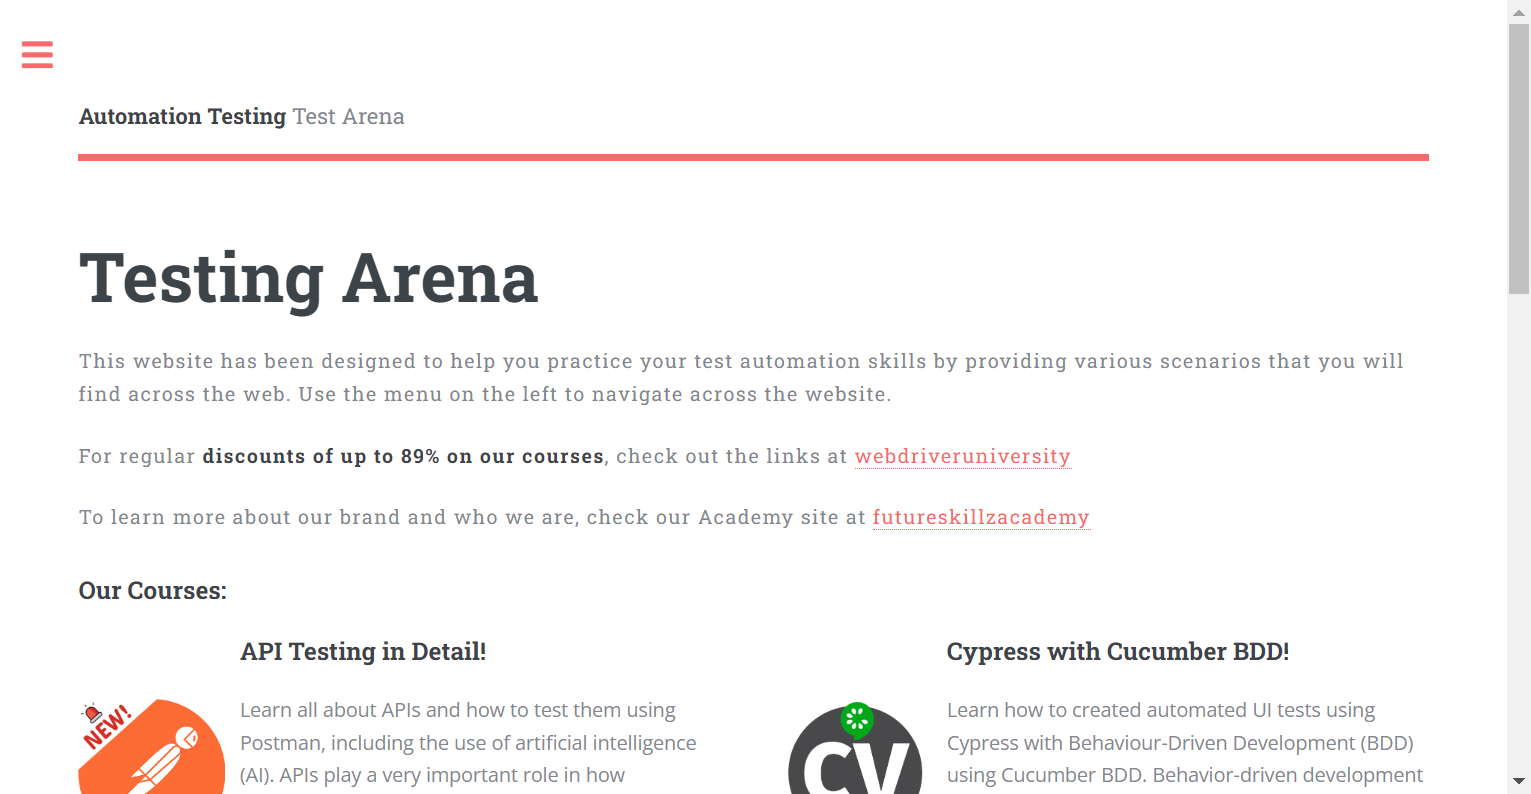 Automation Testing Test Arena
Testing Arena
This website has been designed to help you practice your test automation skills by providing various scenarios that you will
find across the web. Use the menu on the left to navigate across the website.
For regular discounts of up to 89% on our courses, check out the links at webdriveruniversity
To learn more about our brand and who we are, check our Academy site at futureskillzacademy
Our Courses:
API Testing in Detail!
NEW!
Learn all about APIs and how to test them using
Postman, including the use of artificial intelligence
(AI). APIs play a very important role in how
Cypress with Cucumber BDD!
CY
Learn how to created automated UI tests using
Cypress with Behaviour-Driven Development (BDD)
using Cucumber BDD. Behavior-driven development